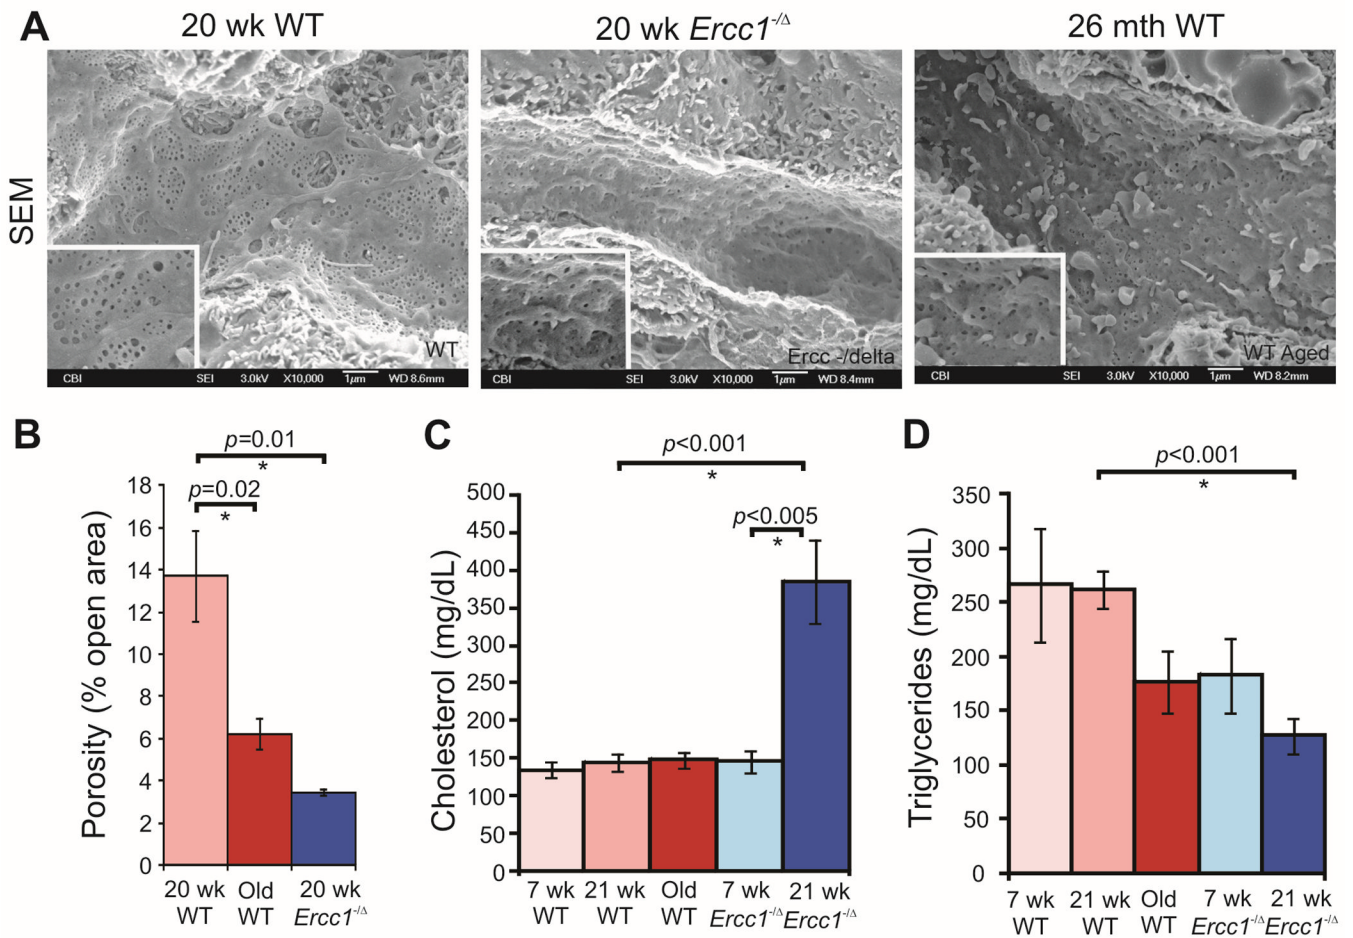 A
20 wk WT
20 wk Ercc1-/Δ
26 mth WT
SEM
WT
Ercc -/delta
WT Aged
CBI SEI 3.0kV X10,000 1μm WD 8.6mm
CBI SEI 3.0kV X10,000 1μm WD 8.4mm
CBI SEI 3.0kV X10,000 1μm WD 8.2mm
B
p=0.01
*
p=0.02
*
Porosity (% open area)
18
16
14
12
10
8
6
4
2
0
20 wk WT
Old WT
20 wk Ercc1-/Δ
C
p<0.001
*
p<0.005
*
Cholesterol (mg/dL)
500
450
400
350
300
250
200
150
100
50
0
7 wk WT
21 wk WT
Old WT
7 wk Ercc1-/Δ
21 wk Ercc1-/Δ
D
p<0.001
*
Triglycerides (mg/dL)
350
300
250
200
150
100
50
0
7 wk WT
21 wk WT
Old WT
7 wk Ercc1-/Δ
21 wk Ercc1-/Δ